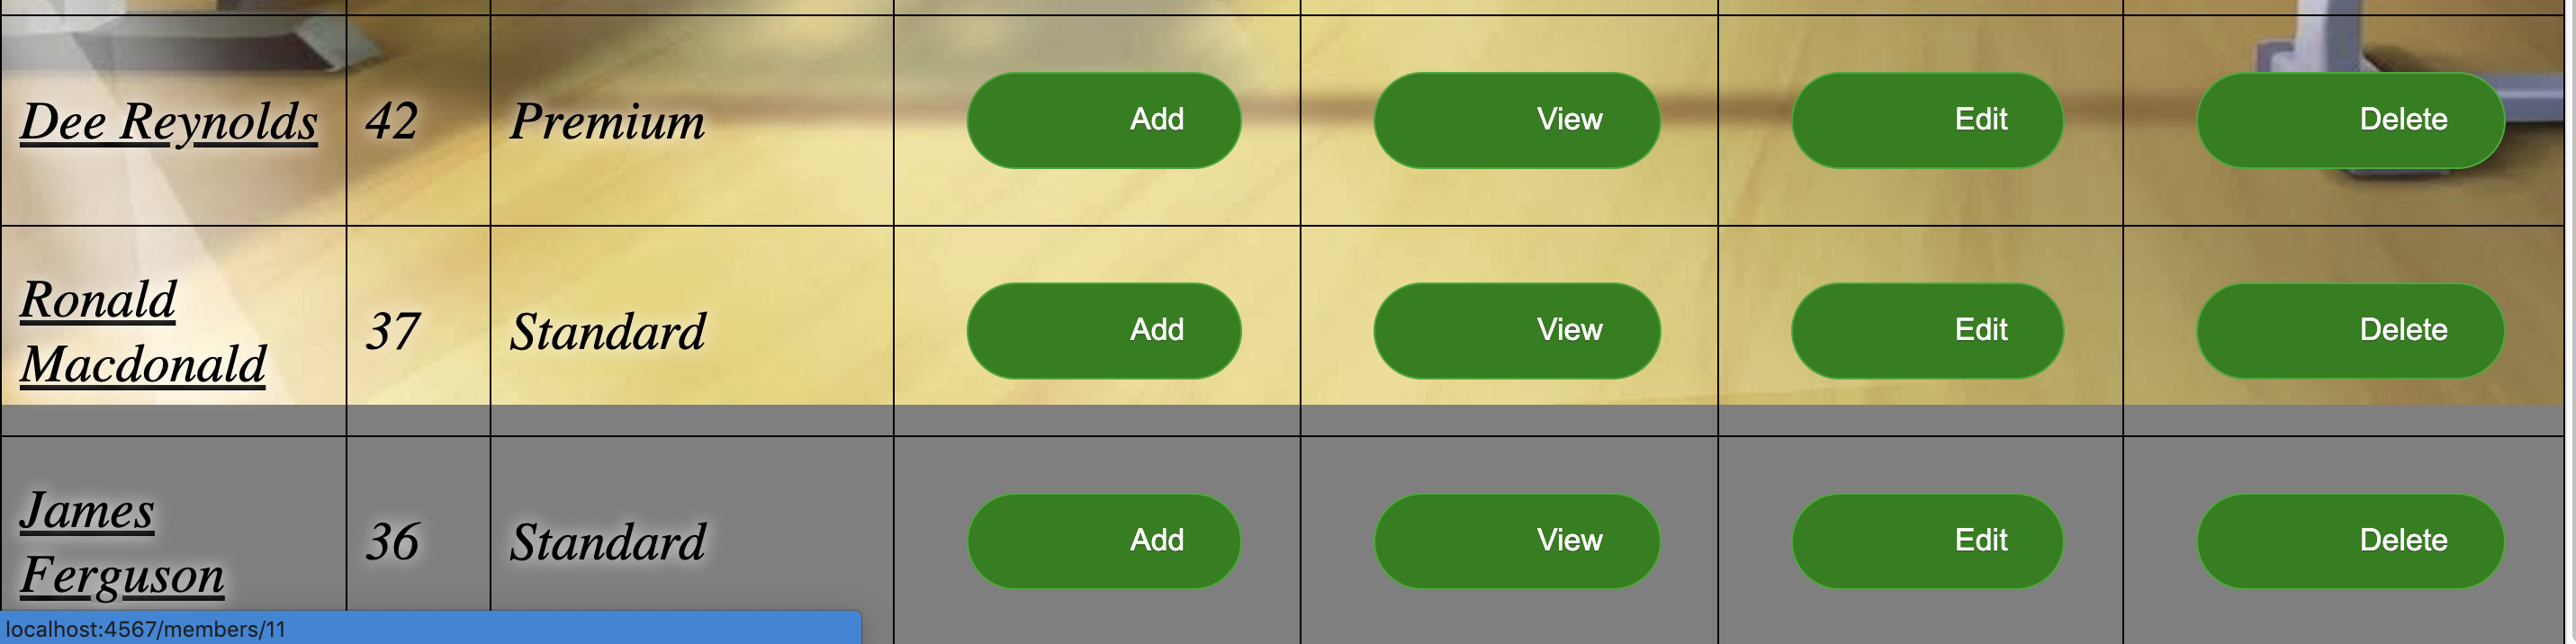 Dee Reynolds 42 Premium Add View Edit Delete
Ronald
Macdonald 37 Standard Add View Edit Delete
James
Ferguson 36 Standard Add View Edit Delete
localhost:4567/members/11